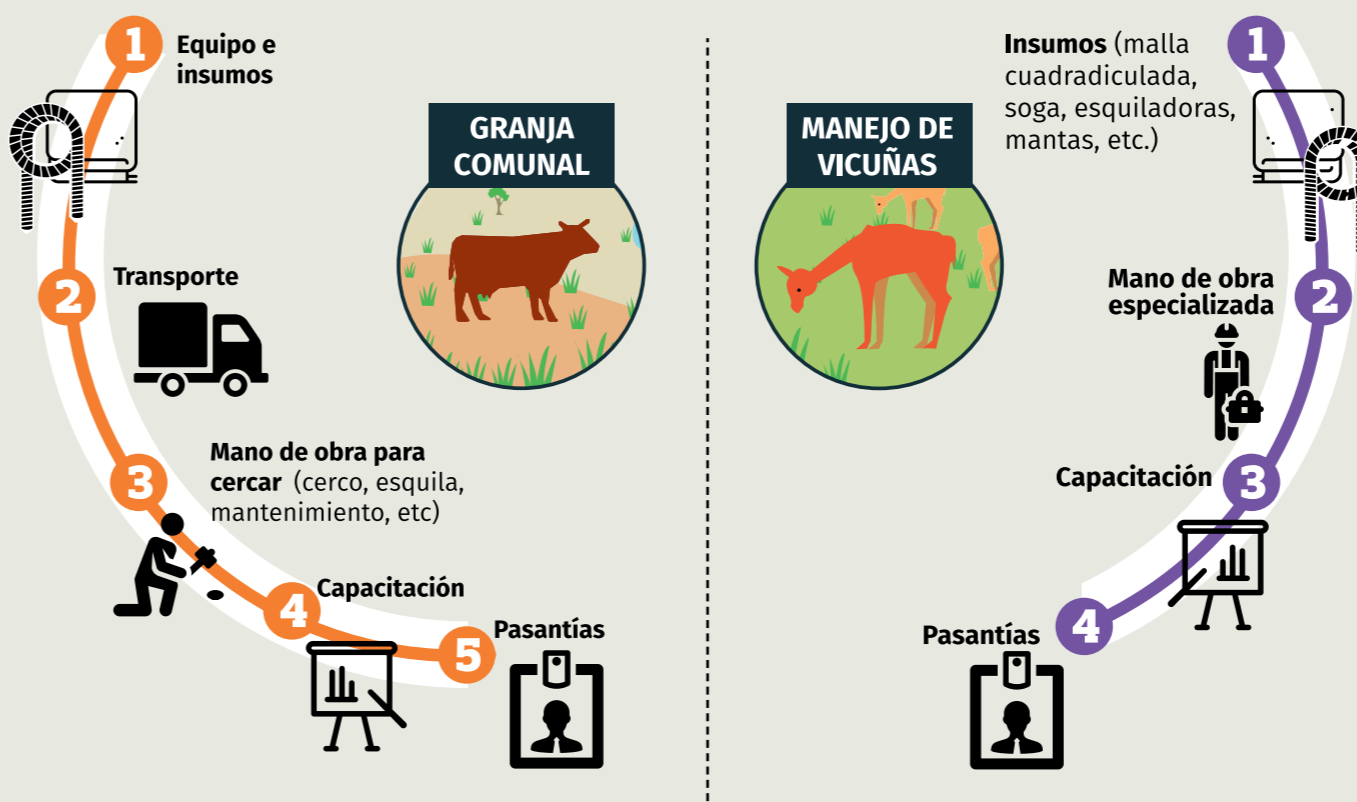 1
Equipo e
insumos
GRANJA
COMUNAL
2
Transporte
3
Mano de obra para
cercar (cerco, esquila,
mantenimiento, etc)
4
Capacitación
5
Pasantías
MANEJO DE
VICUÑAS
1
Insumos (malla
cuadradiculada,
soga, esquiladoras,
mantas, etc.)
2
Mano de obra
especializada
3
Capacitación
4
Pasantías